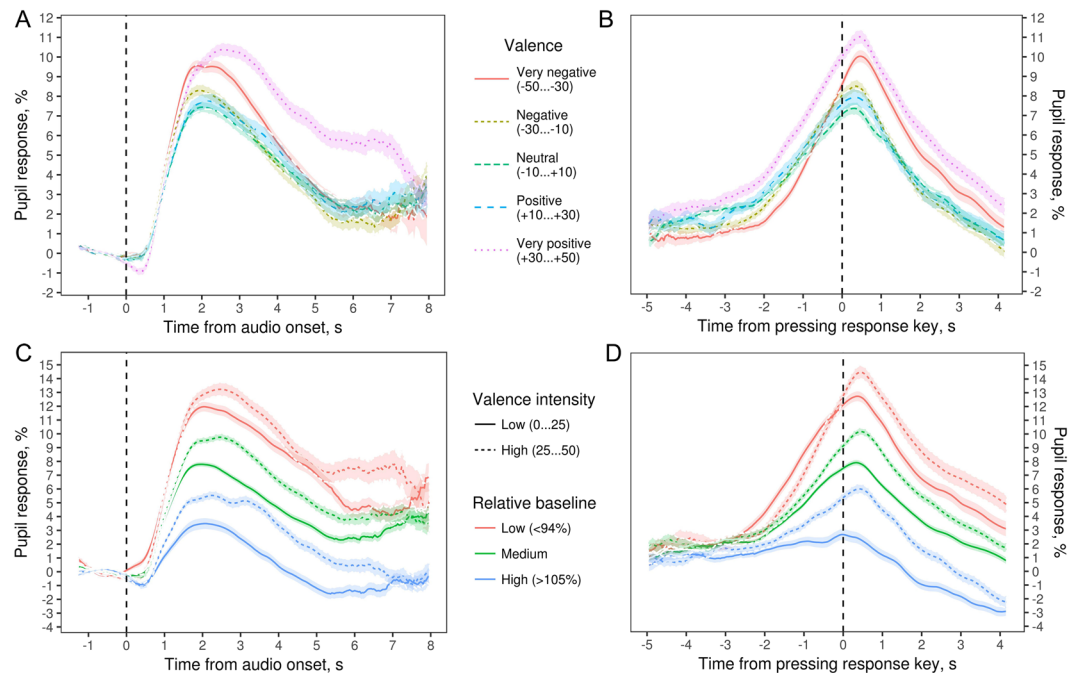 A
12
11
10
9
8
7
6
5
4
3
2
1
0
-1
-2
Pupil response, %
-1 0 1 2 3 4 5 6 7 8
Time from audio onset, s
Valence
Very negative
(-50...-30)
Negative
(-30...-10)
Neutral
(-10...+10)
Positive
(+10...+30)
Very positive
(+30...+50)
B
12
11
10
9
8
7
6
5
4
3
2
1
0
-1
-2
Pupil response, %
-5 -4 -3 -2 -1 0 1 2 3 4
Time from pressing response key, s
C
15
14
13
12
11
10
9
8
7
6
5
4
3
2
1
0
-1
-2
-3
-4
Pupil response, %
-1 0 1 2 3 4 5 6 7 8
Time from audio onset, s
Valence intensity
Low (0...25)
High (25...50)
Relative baseline
Low (<94%)
Medium
High (>105%)
D
15
14
13
12
11
10
9
8
7
6
5
4
3
2
1
0
-1
-2
-3
-4
Pupil response, %
-5 -4 -3 -2 -1 0 1 2 3 4
Time from pressing response key, s